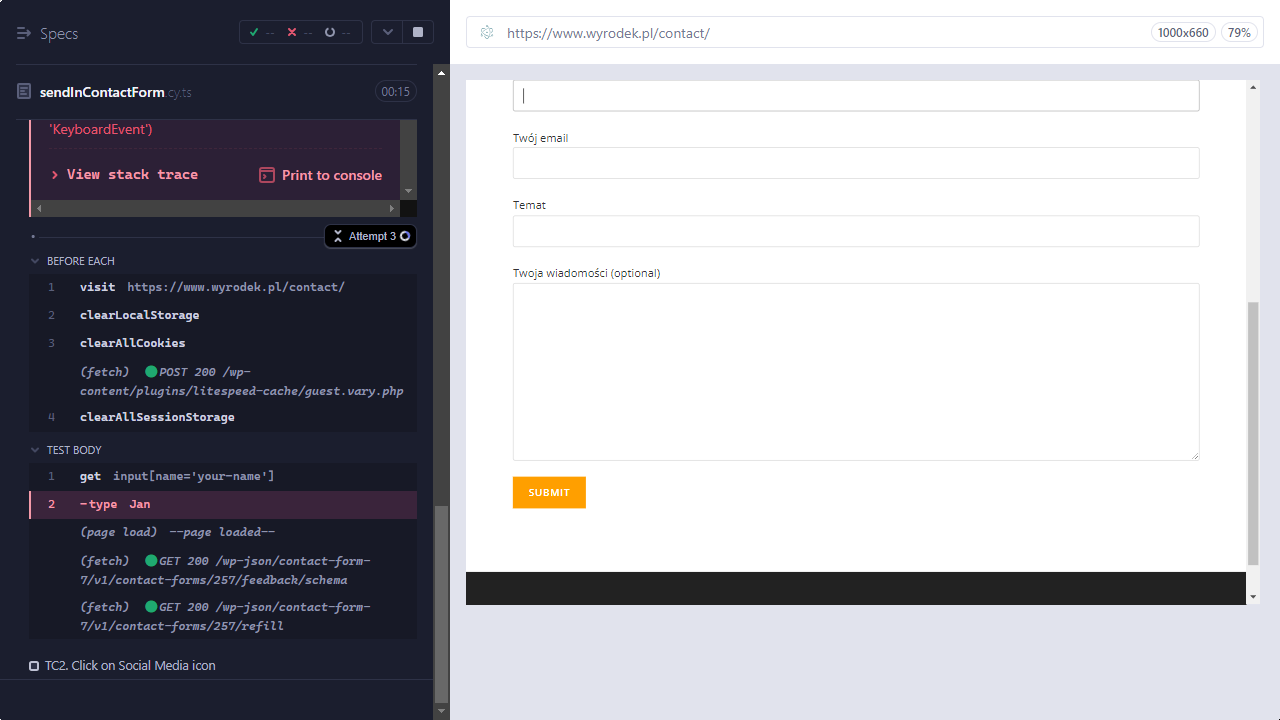 Specs
--
--
--
sendInContactForm.cy.ts
00:15
'KeyboardEvent')
View stack trace
Print to console
Attempt 3
BEFORE EACH
1 visit https://www.wyrodek.pl/contact/
2 clearLocalStorage
3 clearAllCookies
(fetch) POST 200 /wp-
content/plugins/litespeed-cache/guest.vary.php
4 clearAllSessionStorage
TEST BODY
1 get input[name='your-name']
2 -type Jan
(page load) --page loaded--
(fetch) GET 200 /wp-json/contact-form-
7/v1/contact-forms/257/feedback/schema
(fetch) GET 200 /wp-json/contact-form-
7/v1/contact-forms/257/refill
TC2. Click on Social Media icon
https://www.wyrodek.pl/contact/
1000x660
79%
Twój email
Temat
Twoja wiadomości (optional)
SUBMIT